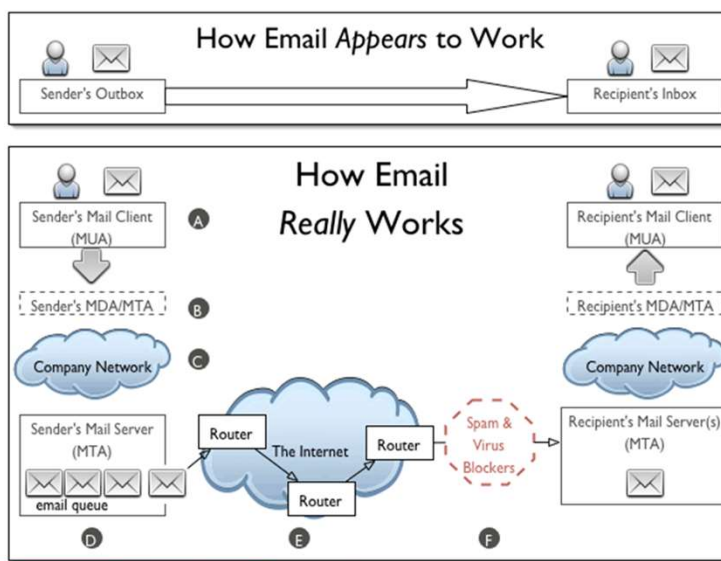 How Email Appears to Work
Sender's Outbox
Recipient's Inbox
How Email
Really Works
Sender's Mail Client
(MUA)
A
Recipient's Mail Client
(MUA)
Sender's MDA/MTA
B
Recipient's MDA/MTA
Company Network
C
Company Network
Sender's Mail Server
(MTA)
email queue
Router
The Internet
Router
Router
Spam &
Virus
Blockers
Recipient's Mail Server(s)
(MTA)
D
E
F